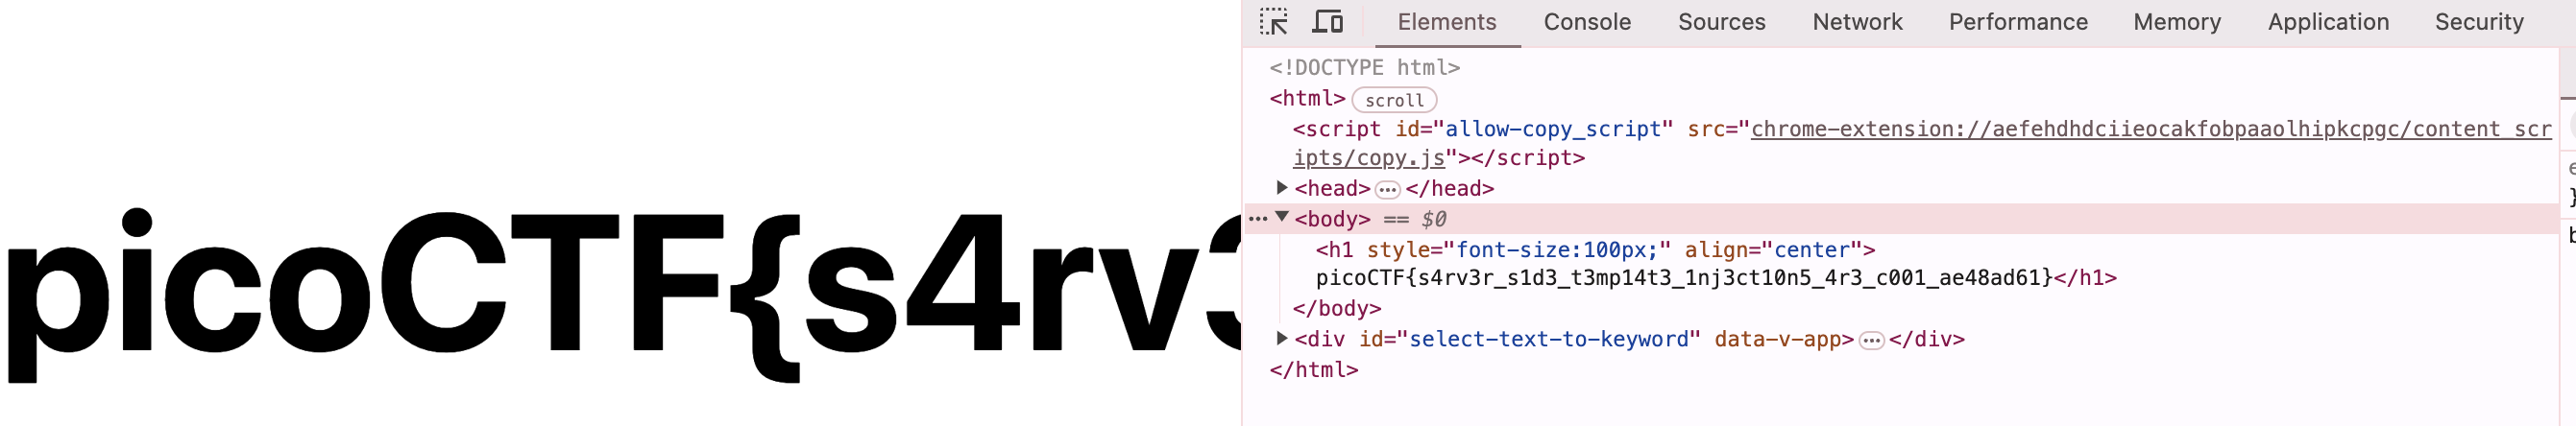 picoCTF{s4rv3
Elements Console Sources Network Performance Memory Application Security
<!DOCTYPE html>
<html> scroll
<script id="allow-copy_script" src="chrome-extension://aefehdhdciieocakfobpaaolhipkcpgc/content_scr
ipts/copy.js"></script>
<head> ... </head>
... <body> == $0
<h1 style="font-size:100px;" align="center">
picoCTF{s4rv3r_s1d3_t3mp14t3_1nj3ct10n5_4r3_c001_ae48ad61}</h1>
</body>
<div id="select-text-to-keyword" data-v-app> ... </div>
</html>